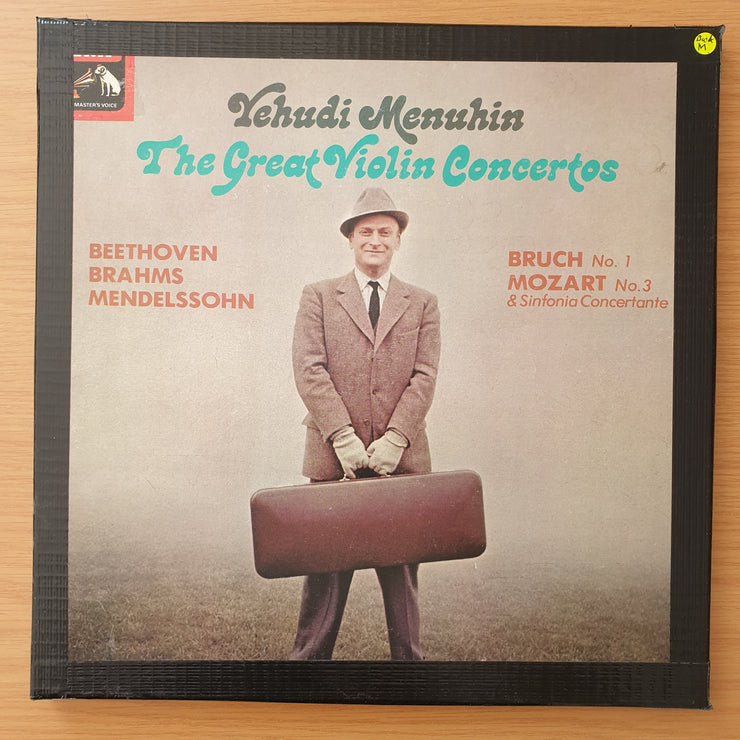 MASTER'S VOICE
Yehudi Menuhin
The Great Violin Concertos
BEETHOVEN
BRAHMS
MENDELSSOHN
BRUCH No. 1
MOZART No.3
& Sinfonia Concertante
M